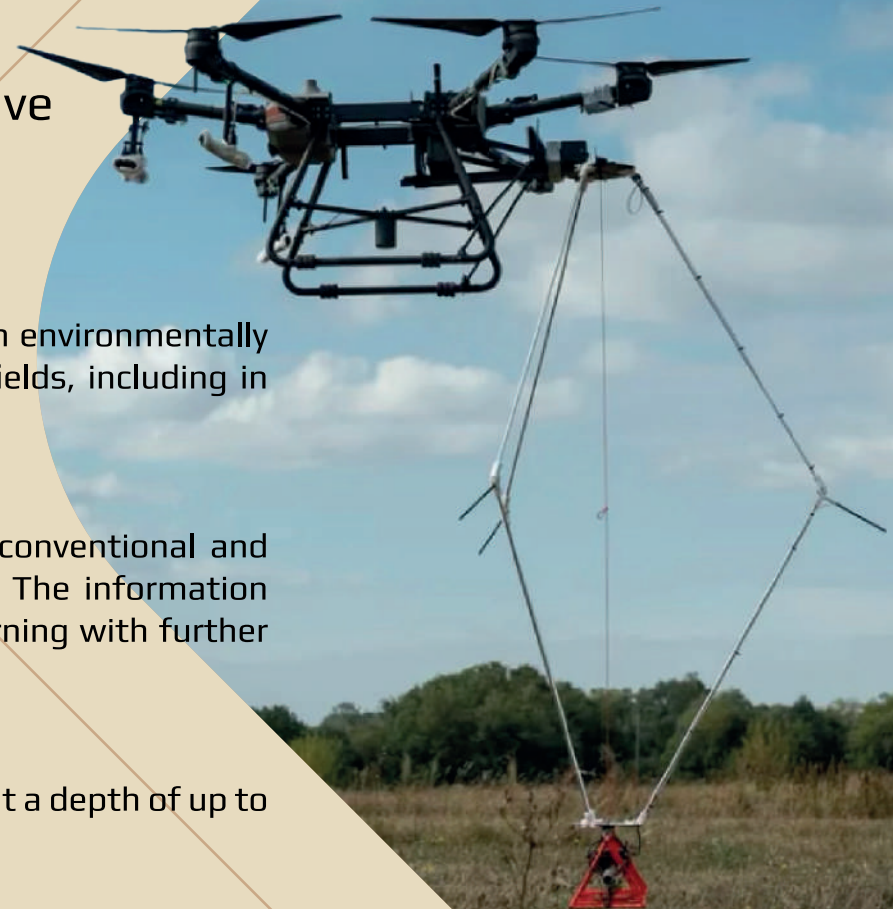 ve
environmentally
ields, including in
conventional and
The information
rning with further
t a depth of up to